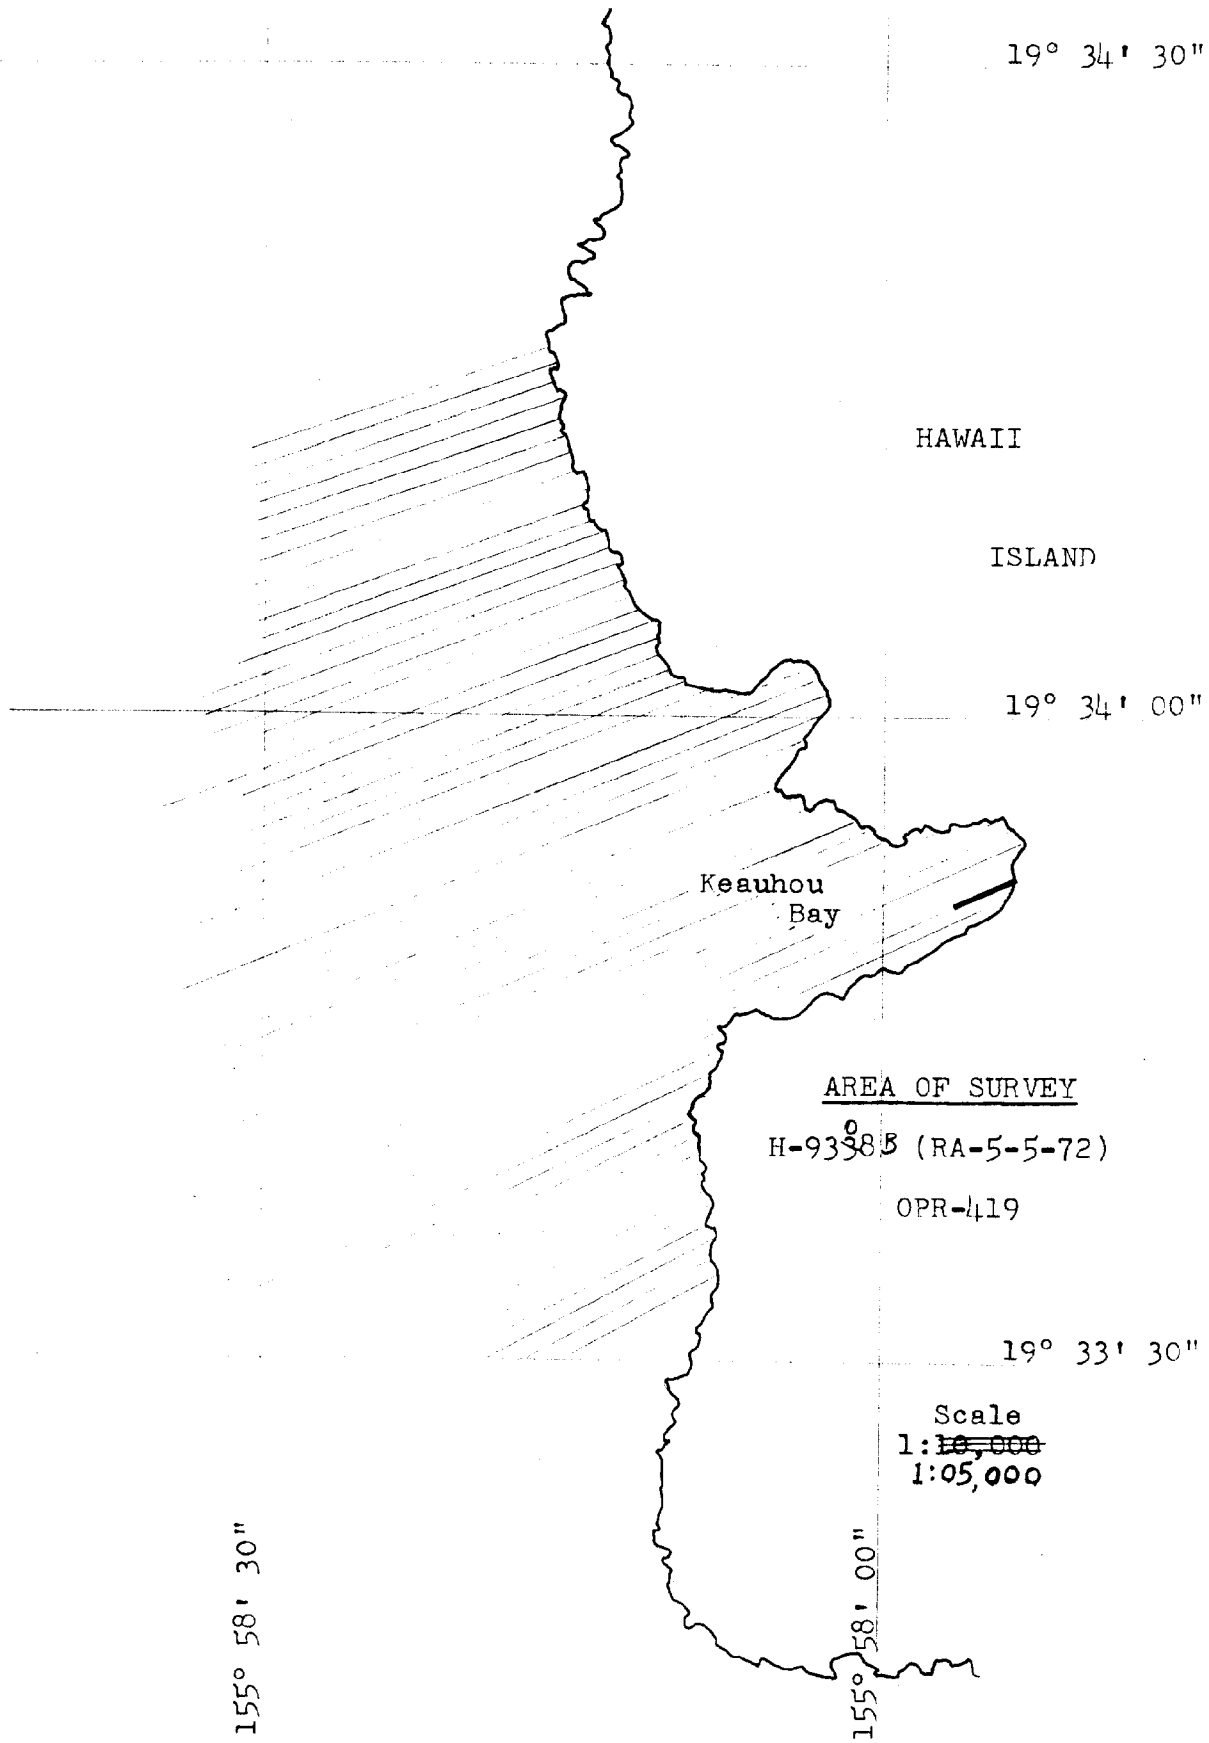 19° 34' 30"
HAWAII
ISLAND
19° 34' 00"
Keauhou
Bay
AREA OF SURVEY
(RA-5-5-72)
OPR-419
19° 33' 30"
Scale
1:10,000
1:05,000
155° 58' 30"
155° 58' 00"